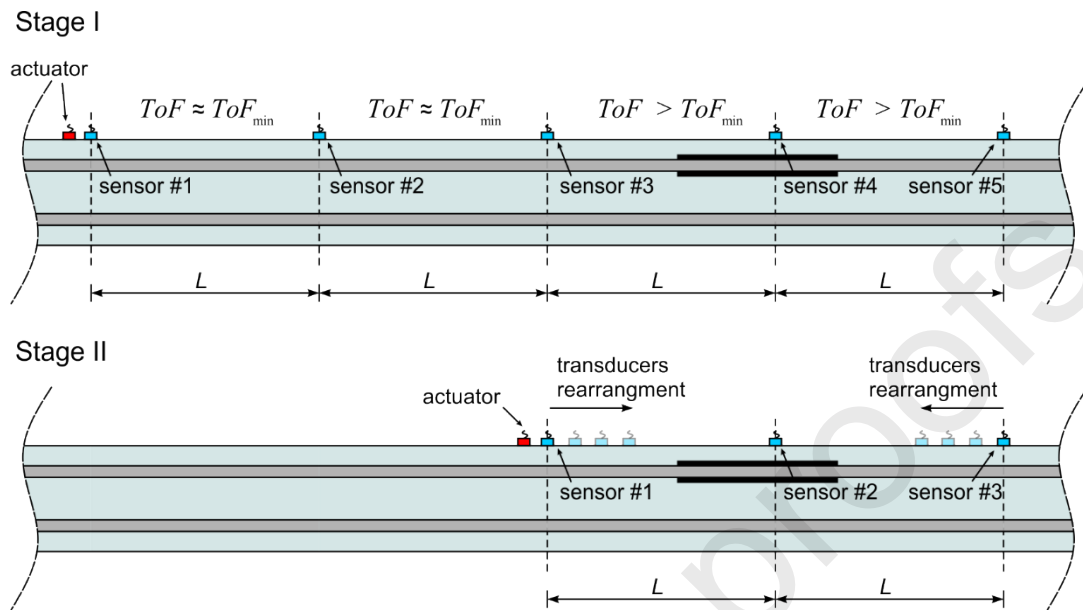 Stage I
actuator
ToF ≈ ToFmin
ToF ≈ ToFmin
ToF > ToFmin
ToF > ToFmin
sensor #1
sensor #2
sensor #3
sensor #4
sensor #5
L
L
L
L
Stage II
transducers
rearrangment
transducers
rearrangment
actuator
sensor #1
sensor #2
sensor #3
L
L
proofs